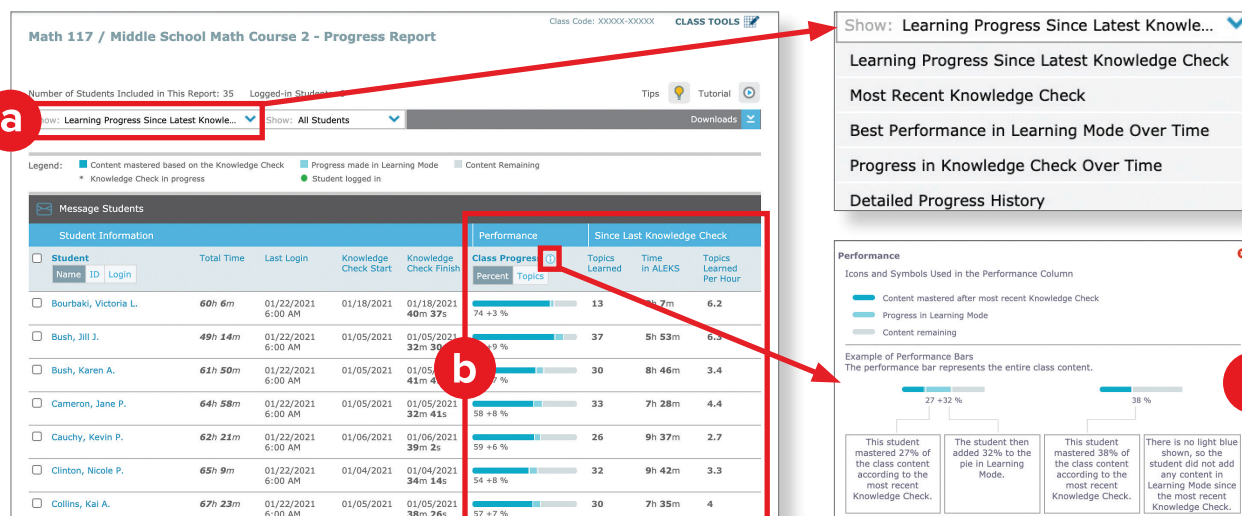 Class Code: XXXXX-XXXXX CLASS TOOLS
Math 117 / Middle School Math Course 2 - Progress Report
Number of Students Included in This Report: 35 Logged-in
Tips Tutorial
a
Learning Progress Since Latest Knowle... Show: All Students Downloads
Legend: Content mastered based on the Knowledge Check Progress made in Learning Mode Content Remaining
* Knowledge Check in progress Student logged in
Message Students
Student Information Performance Since Last Knowledge Check
Student Total Time Last Login Knowledge Check Start Knowledge Check Finish Class Progress Topics Learned Time in ALEKS Topics Learned Per Hour
Name ID Login Percent Topics
Bourbaki, Victoria L. 60h 6m 01/22/2021 01/18/2021 01/18/2021 13 7m 6.2
6:00 AM 40m 37s 74 +3 %
Bush, Jill J. 49h 14m 01/22/2021 01/05/2021 01/05/2021 37 5h 53m 6.3
6:00 AM 32m +9 %
b
Bush, Karen A. 61h 50m 01/22/2021 01/05/2021 30 8h 46m 3.4
6:00 AM 41m %
Cameron, Jane P. 64h 58m 01/22/2021 01/05/2021 01/05/2021 33 7h 28m 4.4
6:00 AM 32m 41s 58 +8 %
Cauchy, Kevin P. 62h 21m 01/22/2021 01/06/2021 01/06/2021 26 9h 37m 2.7
6:00 AM 39m 2s 59 +6 %
Clinton, Nicole P. 65h 9m 01/22/2021 01/04/2021 01/04/2021 32 9h 42m 3.3
6:00 AM 34m 14s 54 +8 %
Collins, Kai A. 67h 23m 01/22/2021 01/05/2021 01/05/2021 30 7h 35m 4
6:00 AM 38m 26s 57 +7 %
Show: Learning Progress Since Latest Knowle...
Learning Progress Since Latest Knowledge Check
Most Recent Knowledge Check
Best Performance in Learning Mode Over Time
Progress in Knowledge Check Over Time
Detailed Progress History
Performance
Icons and Symbols Used in the Performance Column
Content mastered after most recent Knowledge Check
Progress in Learning Mode
Content remaining
Example of Performance Bars
The performance bar represents the entire class content.
27 +32 % 38 %
This student
mastered 27% of
the class content
according to the
most recent
Knowledge Check.
The student then
added 32% to the
pie in Learning
Mode.
This student
mastered 38% of
the class content
according to the
most recent
Knowledge Check.
There is no light blue
shown, so the
student did not add
any content in
Learning Mode since
the most recent
Knowledge Check.